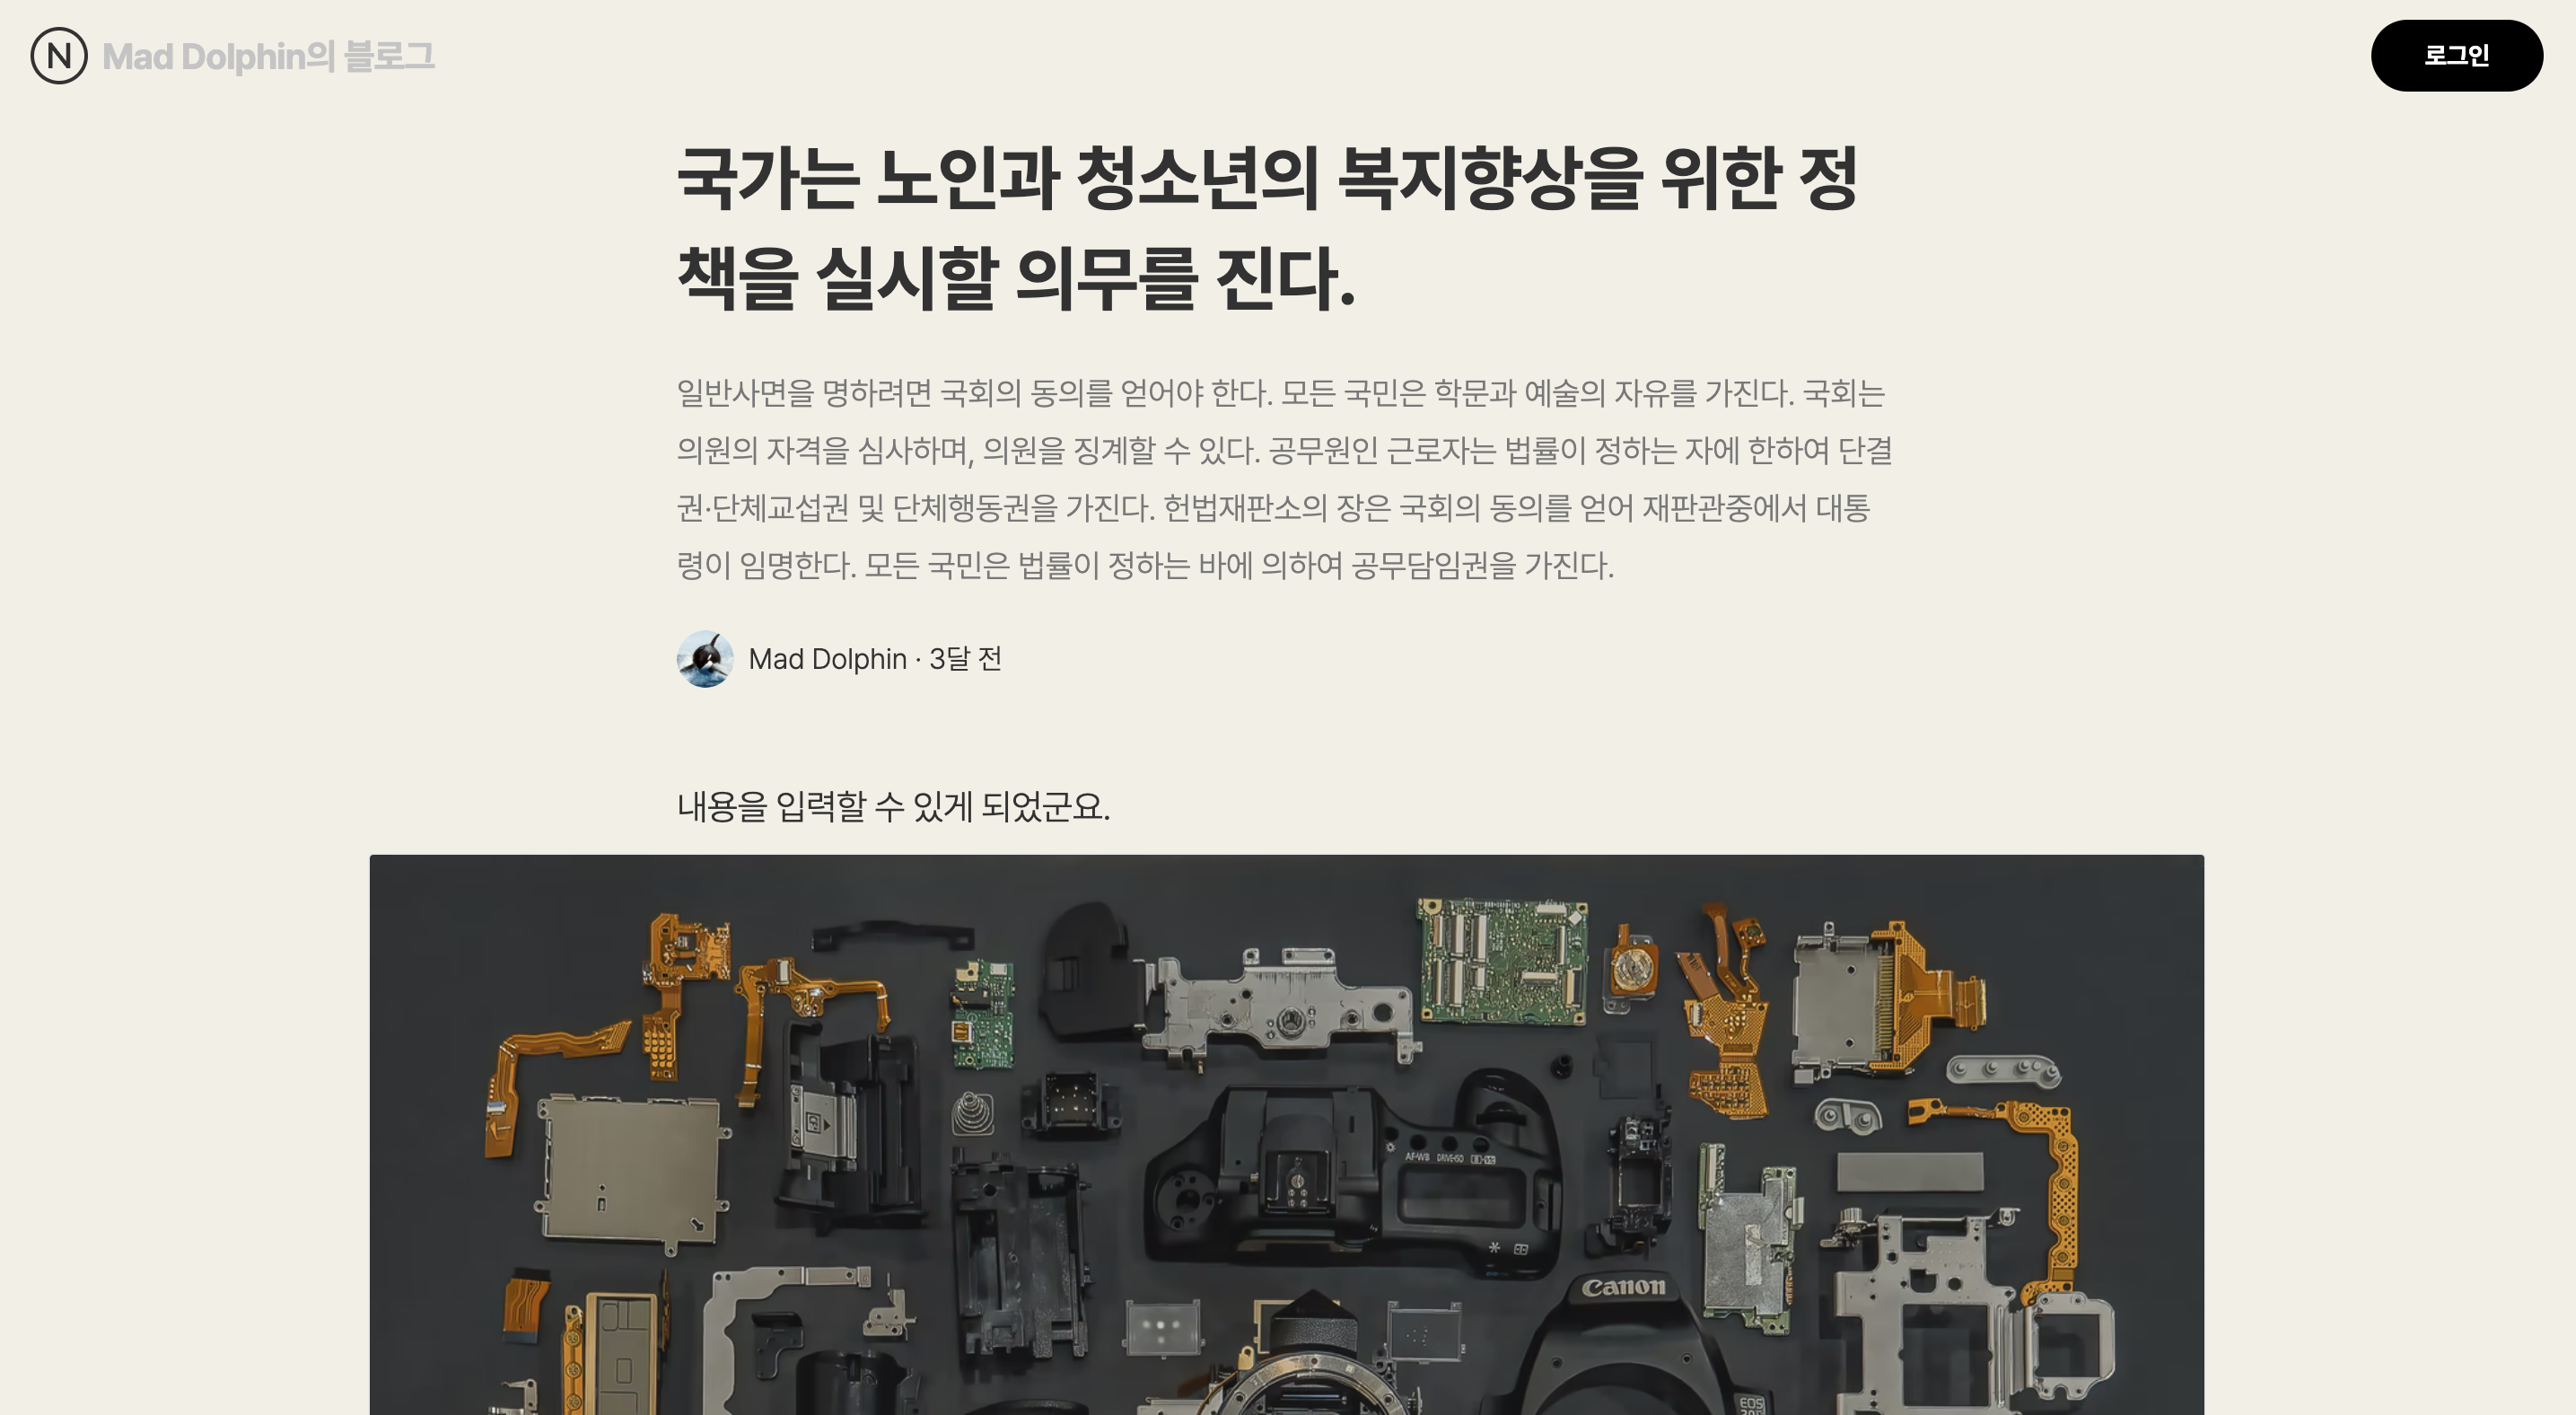 N Mad Dolphin의 블로그
로그인
국가는 노인과 청소년의 복지향상을 위한 정
책을 실시할 의무를 진다.
일반사면을 명하려면 국회의 동의를 얻어야 한다. 모든 국민은 학문과 예술의 자유를 가진다. 국회는
의원의 자격을 심사하며, 의원을 징계할 수 있다. 공무원인 근로자는 법률이 정하는 자에 한하여 단결
권·단체교섭권 및 단체행동권을 가진다. 헌법재판소의 장은 국회의 동의를 얻어 재판관중에서 대통
령이 임명한다. 모든 국민은 법률이 정하는 바에 의하여 공무담임권을 가진다.
Mad Dolphin · 3달 전
내용을 입력할 수 있게 되었군요.
AF·WB DRIVE·ISO
Canon
EOS